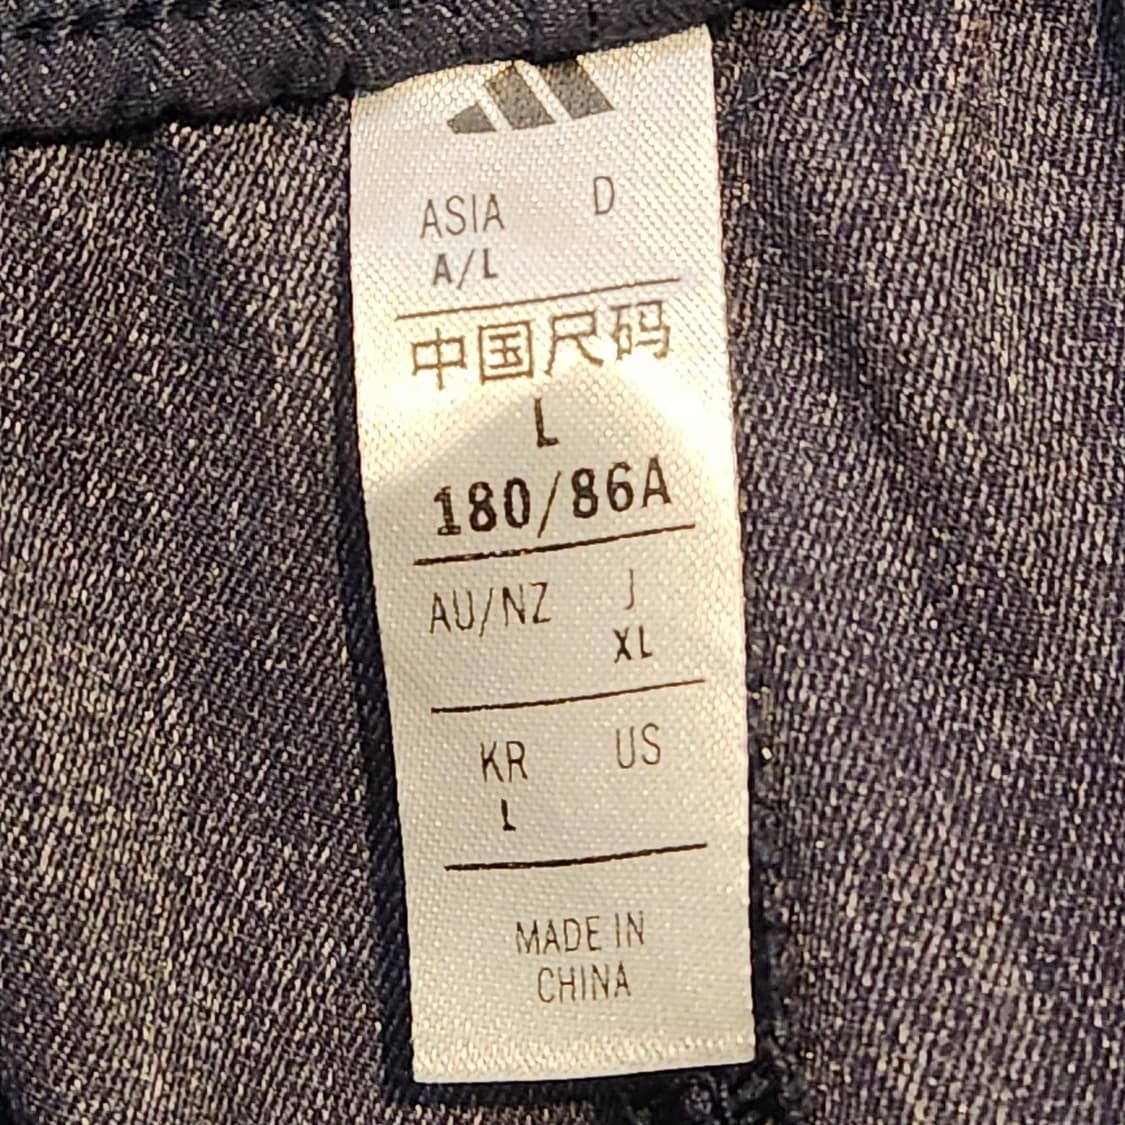 ASIA D
A/L
中国尺码
L
180/86A
AU/NZ J
XL
KR US
L
MADE IN
CHINA